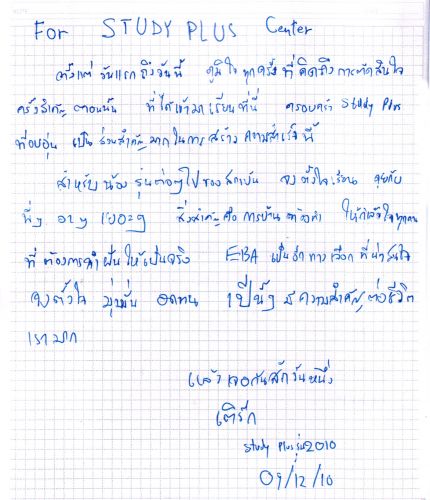 For STUDY PLUS Center
ตั้งแต่ วันแรก ถึงวันนี้ ภูมิใจ ทุกครั้ง ที่คิดถึงการตัดสินใจ
ครั้งสำคัญ ตอนนั้น ที่ได้เข้ามาเรียนที่นี่ ครอบครัว Study Plus
ที่อบอุ่น เป็น ส่วนสำคัญ มากในการ สร้าง ความสำเร็จนี้
สำหรับ น้อง รุ่นต่อๆไป ของสถาบัน จงตั้งใจเรียน คุยกับ
พี่ๆ อาๆ เยอะๆ สิ่งสำคัญ คือ การบ้าน ให้กำลังใจทุกคน
ที่ ต้องการทำฝัน ให้เป็นจริง EBA เป็นอีกทางเลือก ที่น่าสนใจ
จงตั้งใจ มุ่งมั่น อดทน ปีนี้ๆ มีความสำคัญต่อชีวิต
เรามาก
แล้วเจอกันสักวันหนึ่ง
Study Plus รุ่น 2010
09/12/10